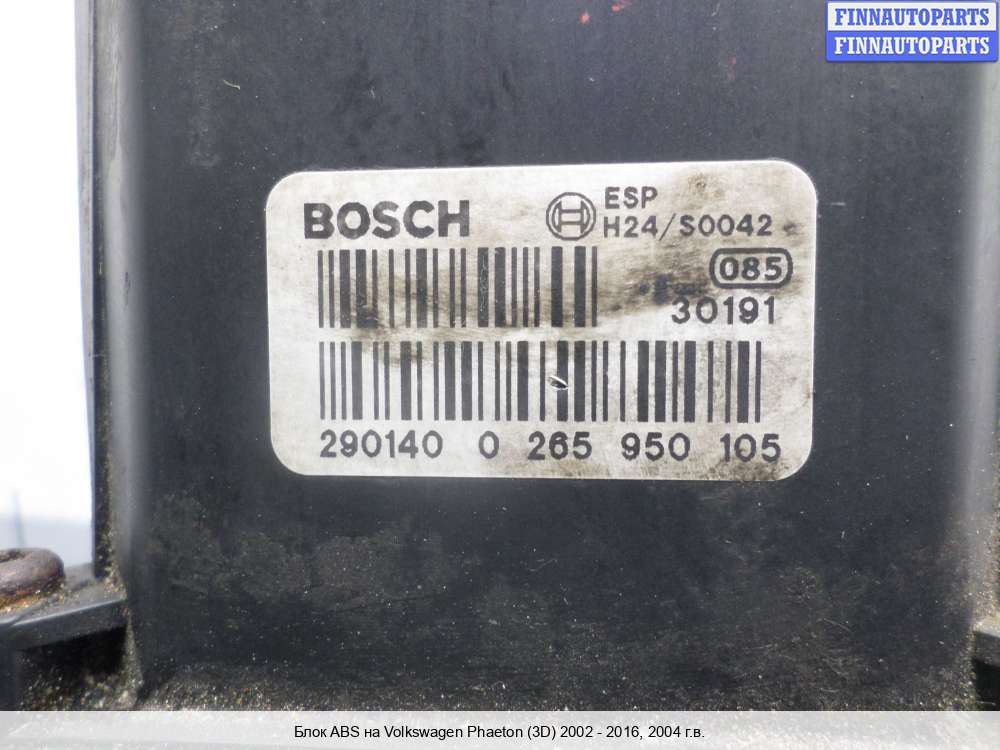 FINNAUTOPARTS
FINNAUTOPARTS
BOSCH
ESP
H24/S0042
085
30191
290140 0 265 950 105
Блок ABS на Volkswagen Phaeton (3D) 2002 - 2016, 2004 г.в.